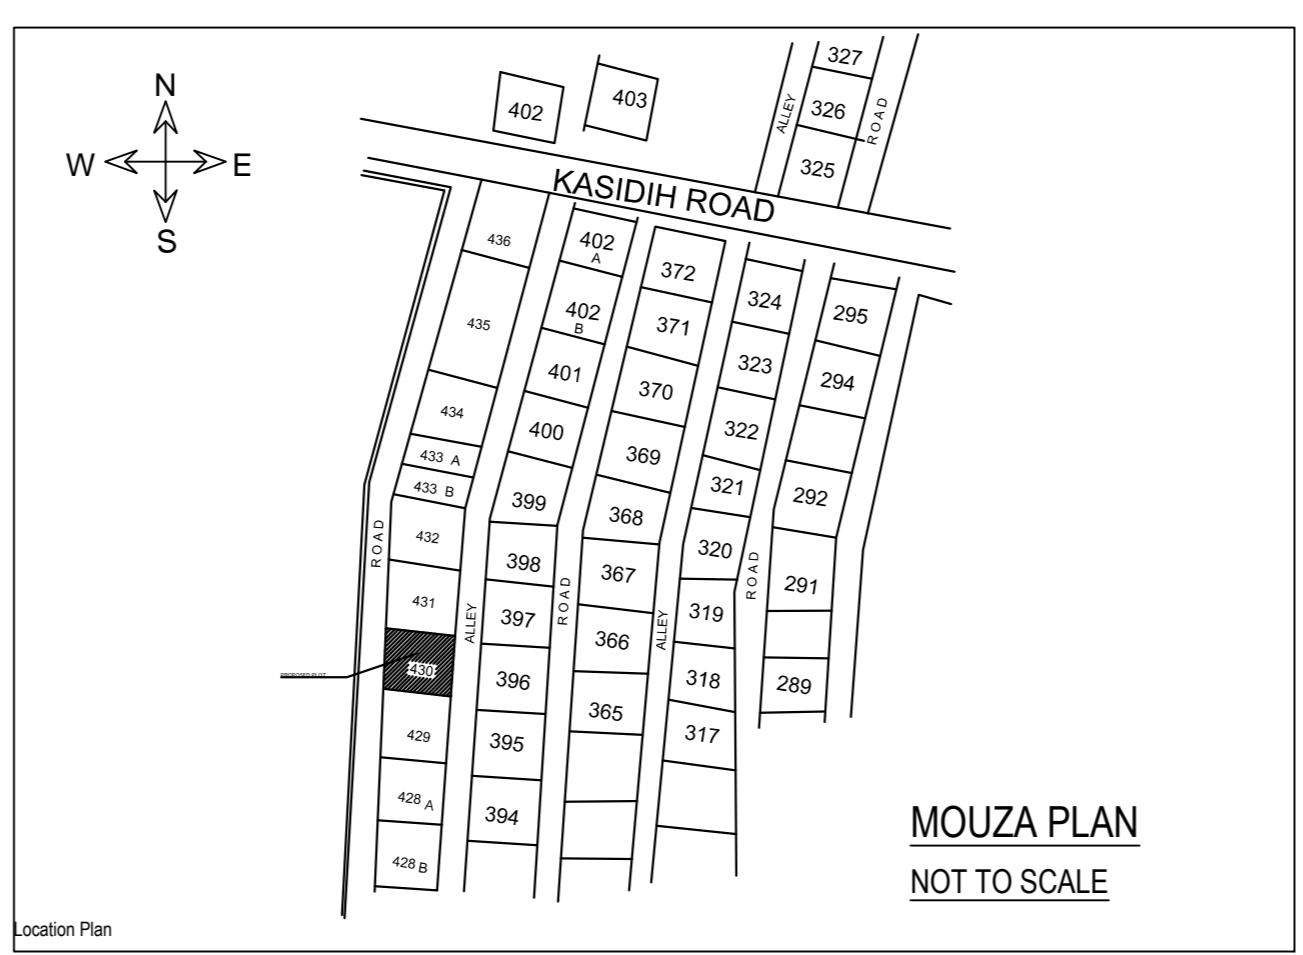 N
W
E
S
327
326
325
ALLEY
ROAD
402
403
KASIDIH ROAD
436
435
434
433 A
433 B
432
431
430
429
428 A
428 B
ROAD
PROPOSED PLOT
ALLEY
402
A
402
B
401
400
399
398
397
396
395
394
ROAD
372
371
370
369
368
367
366
365
ALLEY
324
323
322
321
320
319
318
317
ROAD
295
294
292
291
289
MOUZA PLAN
NOT TO SCALE
Location Plan